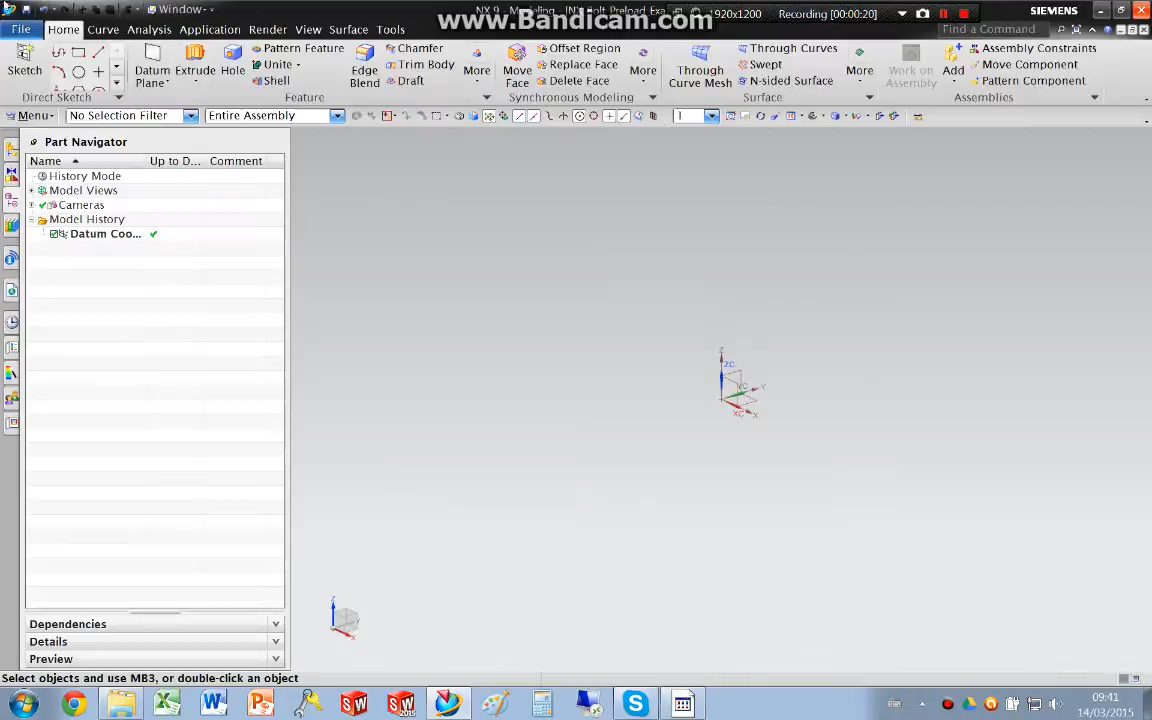 Window
www.Bandicam.com
1920x1200
Recording [00:00:20]
SIEMENS
File Home Curve Assembly Analysis Application Render View Surface Tools
Find a Command
Sketch
Direct Sketch
Datum Plane
Extrude
Hole
Pattern Feature
Unite
Shell
Edge Blend
Chamfer
Trim Body
Draft
More
Feature
Move Face
Offset Region
Replace Face
Delete Face
More
Synchronous Modeling
Through Curve Mesh
Through Curves
Swept
N-sided Surface
More
Surface
Work on Assembly
Add
Assembly Constraints
Move Component
Pattern Component
Assemblies
Menu
No Selection Filter
Entire Assembly
1
Part Navigator
Name Up to D... Comment
History Mode
Model Views
Cameras
Model History
Datum Coo...
Z
ZC
YC Y
XC X
Z
X
Dependencies
Details
Preview
Select objects and use MB3, or double-click an object
09:41
14/03/2015